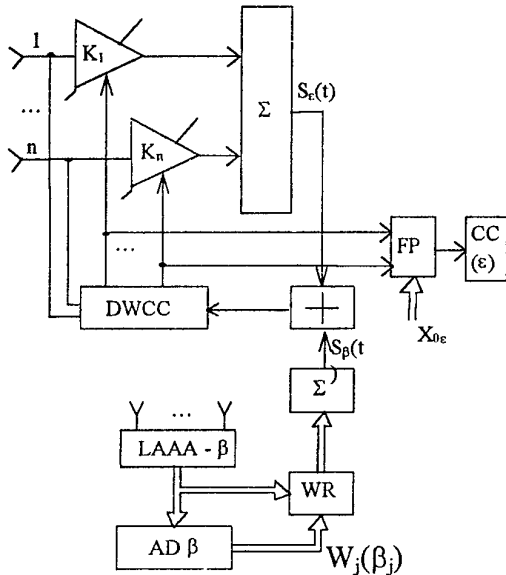 1
K₁
...
n
Kₙ
Σ
Sε(t)
...
FP
CC
(ε)
DWCC
X₀ε
Sβ(t
)
Σ
...
LAAA - β
WR
AD β
Wⱼ(βⱼ)